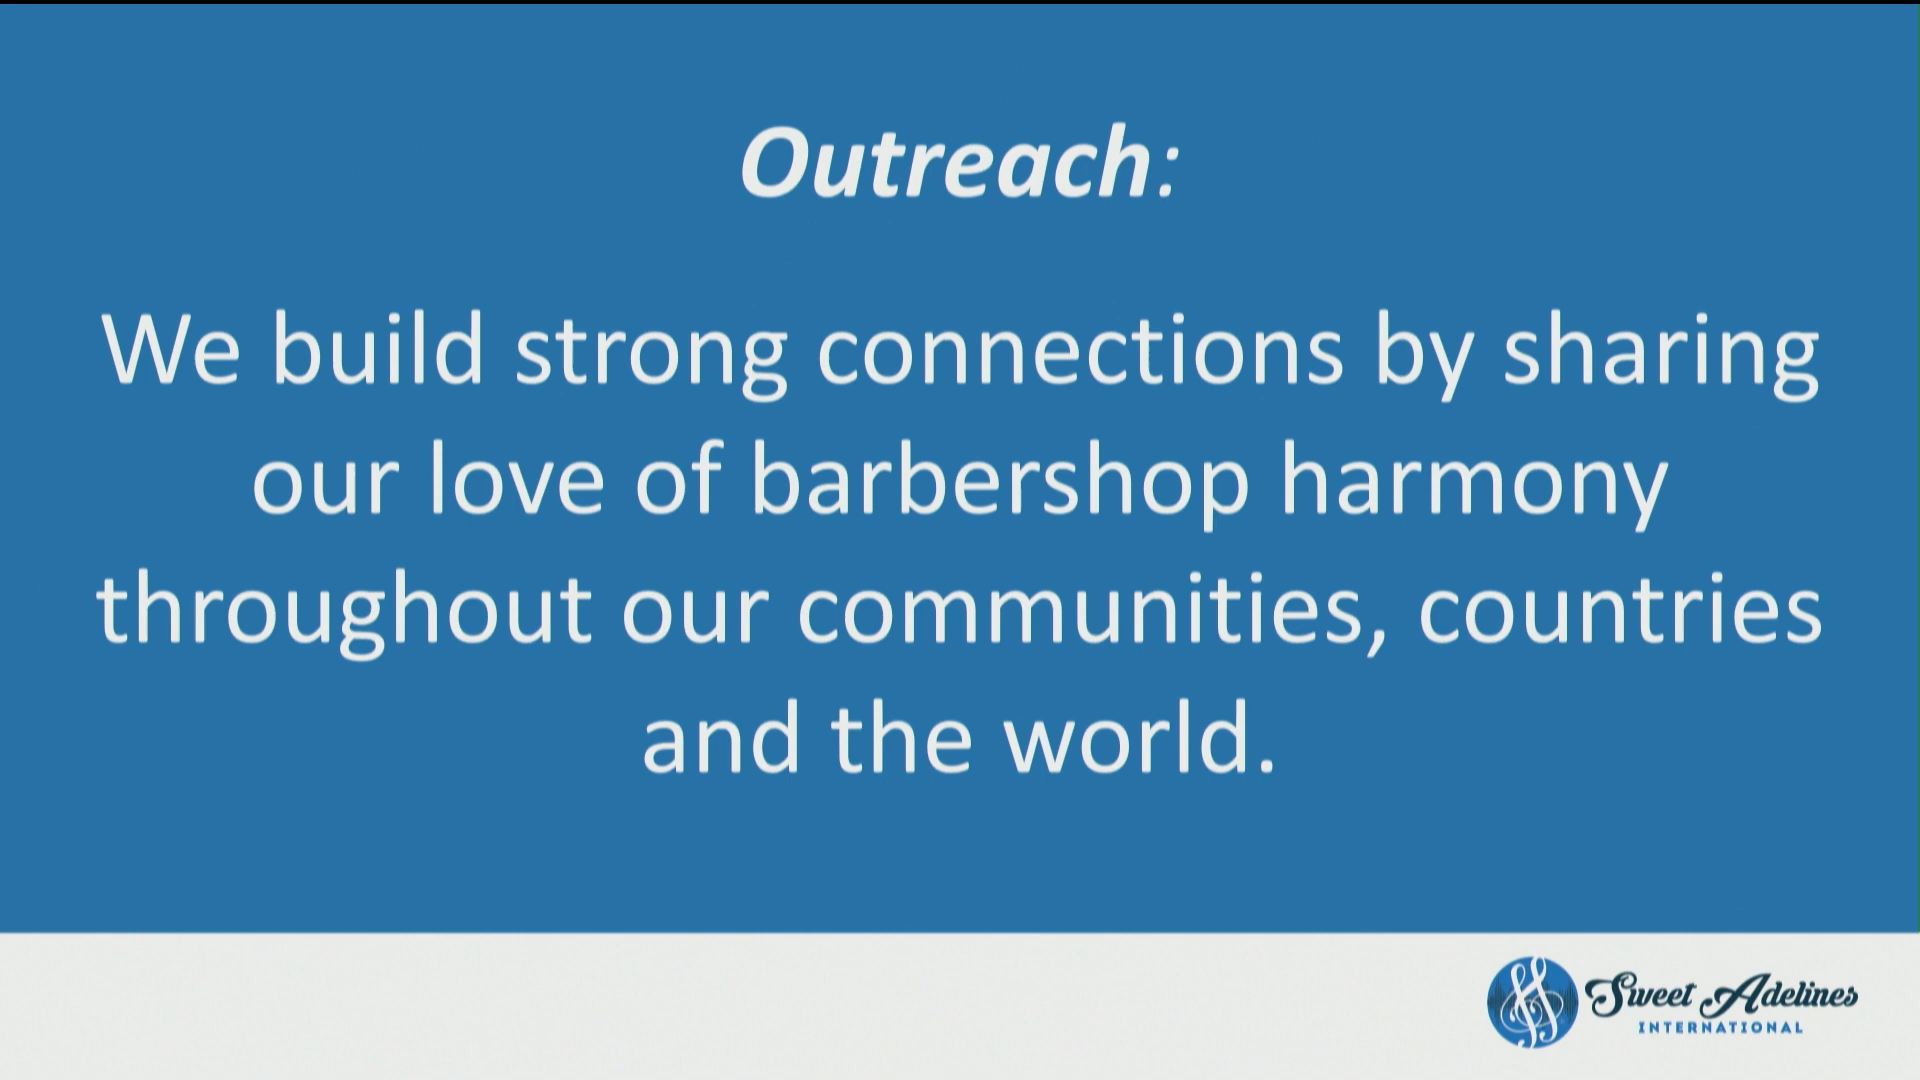 Outreach:
We build strong connections by sharing
our love of barbershop harmony
throughout our communities, countries
and the world.
Sweet Adelines
INTERNATIONAL